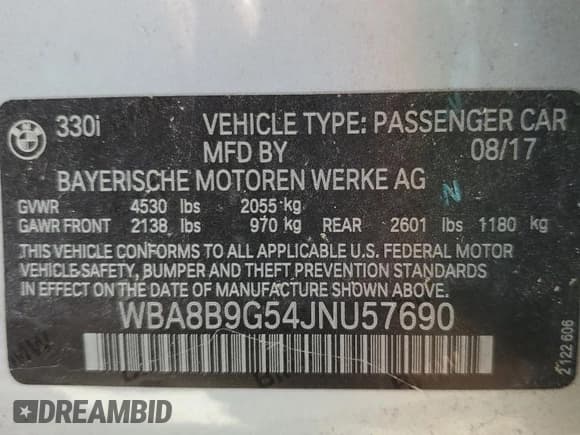 330i VEHICLE TYPE: PASSENGER CAR
MFD BY 08/17
BAYERISCHE MOTOREN WERKE AG
GVWR 4530 lbs 2055 kg
GAWR FRONT 2138 lbs 970 kg REAR 2601 lbs 1180 kg
THIS VEHICLE CONFORMS TO ALL APPLICABLE U.S. FEDERAL MOTOR
VEHICLE-SAFETY, BUMPER AND THEFT PREVENTION STANDARDS
IN EFFECT ON THE DATE OF MANUFACTURE SHOWN ABOVE
WBA8B9G54JNU57690
2 122 606
DREAMBID